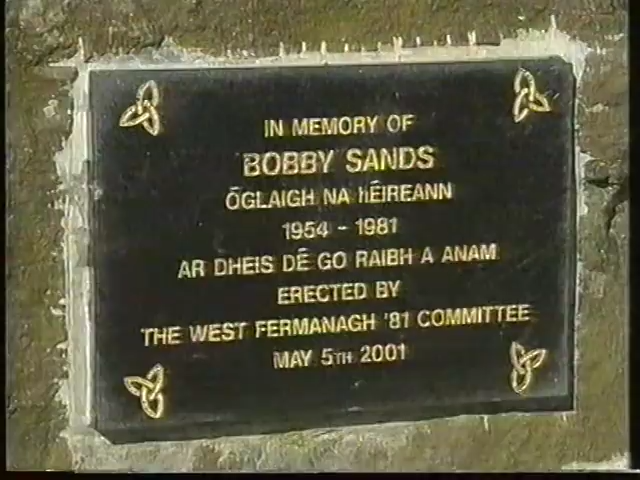 IN MEMORY OF
BOBBY SANDS
ÓGLAIGH NA hÉIREANN
1954 - 1981
AR DHEIS DÉ GO RAIBH A ANAM
ERECTED BY
THE WEST FERMANAGH '81 COMMITTEE
MAY 5TH 2001